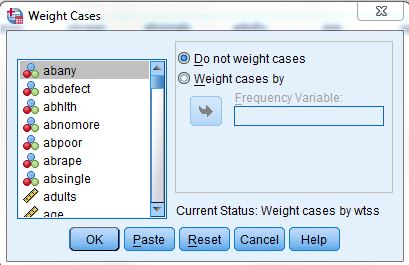 Weight Cases
abany
abdefect
abhlth
abnomore
abpoor
abrape
absingle
adults
age
Do not weight cases
Weight cases by
Frequency Variable:
Current Status: Weight cases by wtss
OK Paste Reset Cancel Help